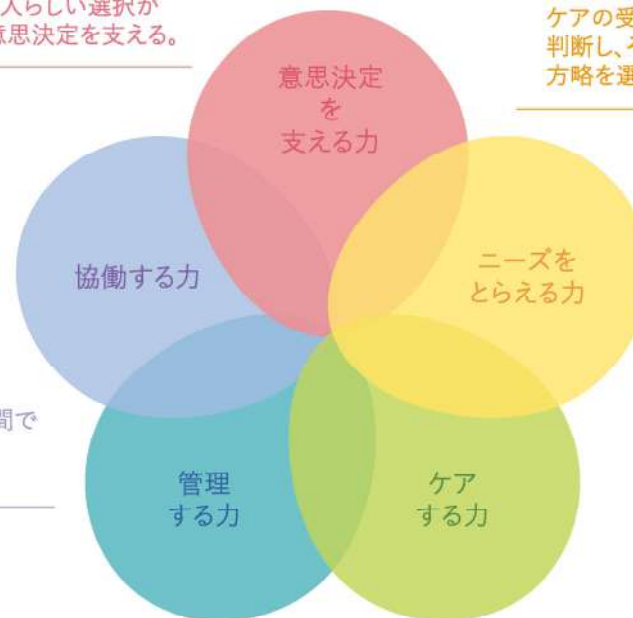 人らしい選択が
意思決定を支える。
ケアの受
判断し、そ
方略を選
意思決定
を
支える力
協働する力
ニーズを
とらえる力
間で
管理
する力
ケア
する力